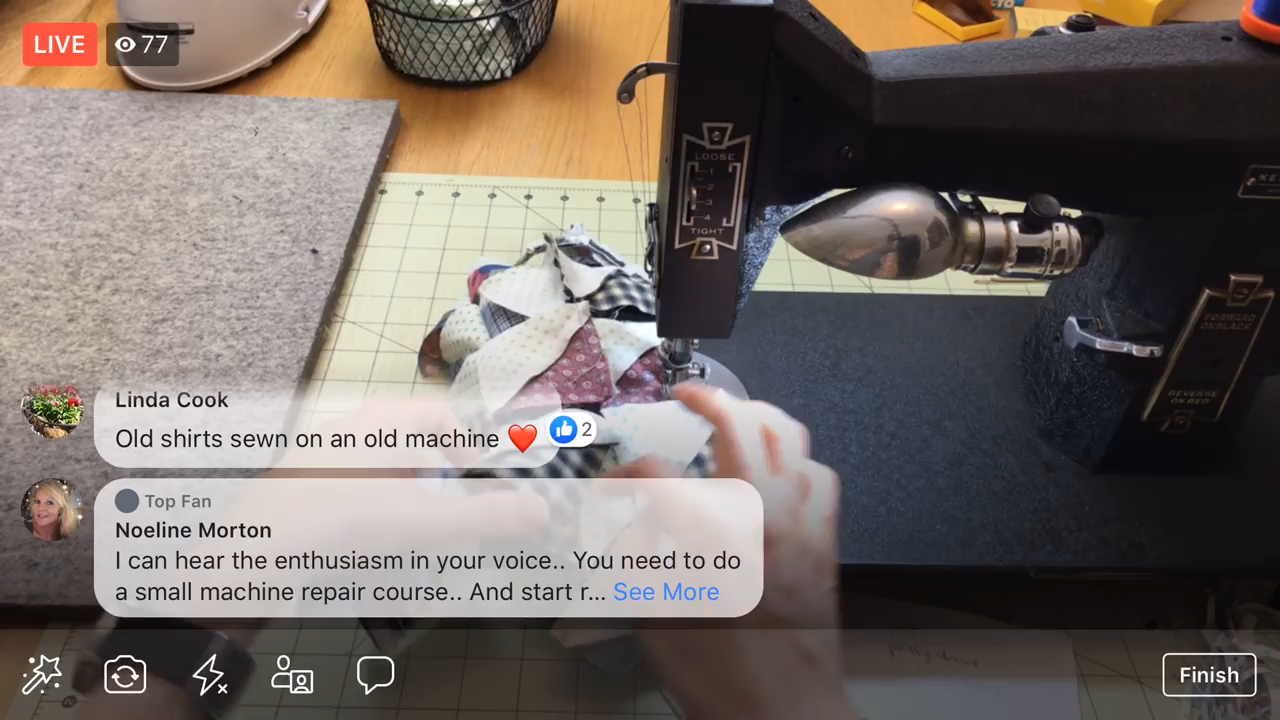 LIVE
77
LOOSE
1
2
3
4
TIGHT
KE
FORWARD
ON BLACK
REVERSE
ON RED
Linda Cook
Old shirts sewn on an old machine ❤️
2
Top Fan
Noeline Morton
I can hear the enthusiasm in your voice.. You need to do
a small machine repair course.. And start r... See More
Finish